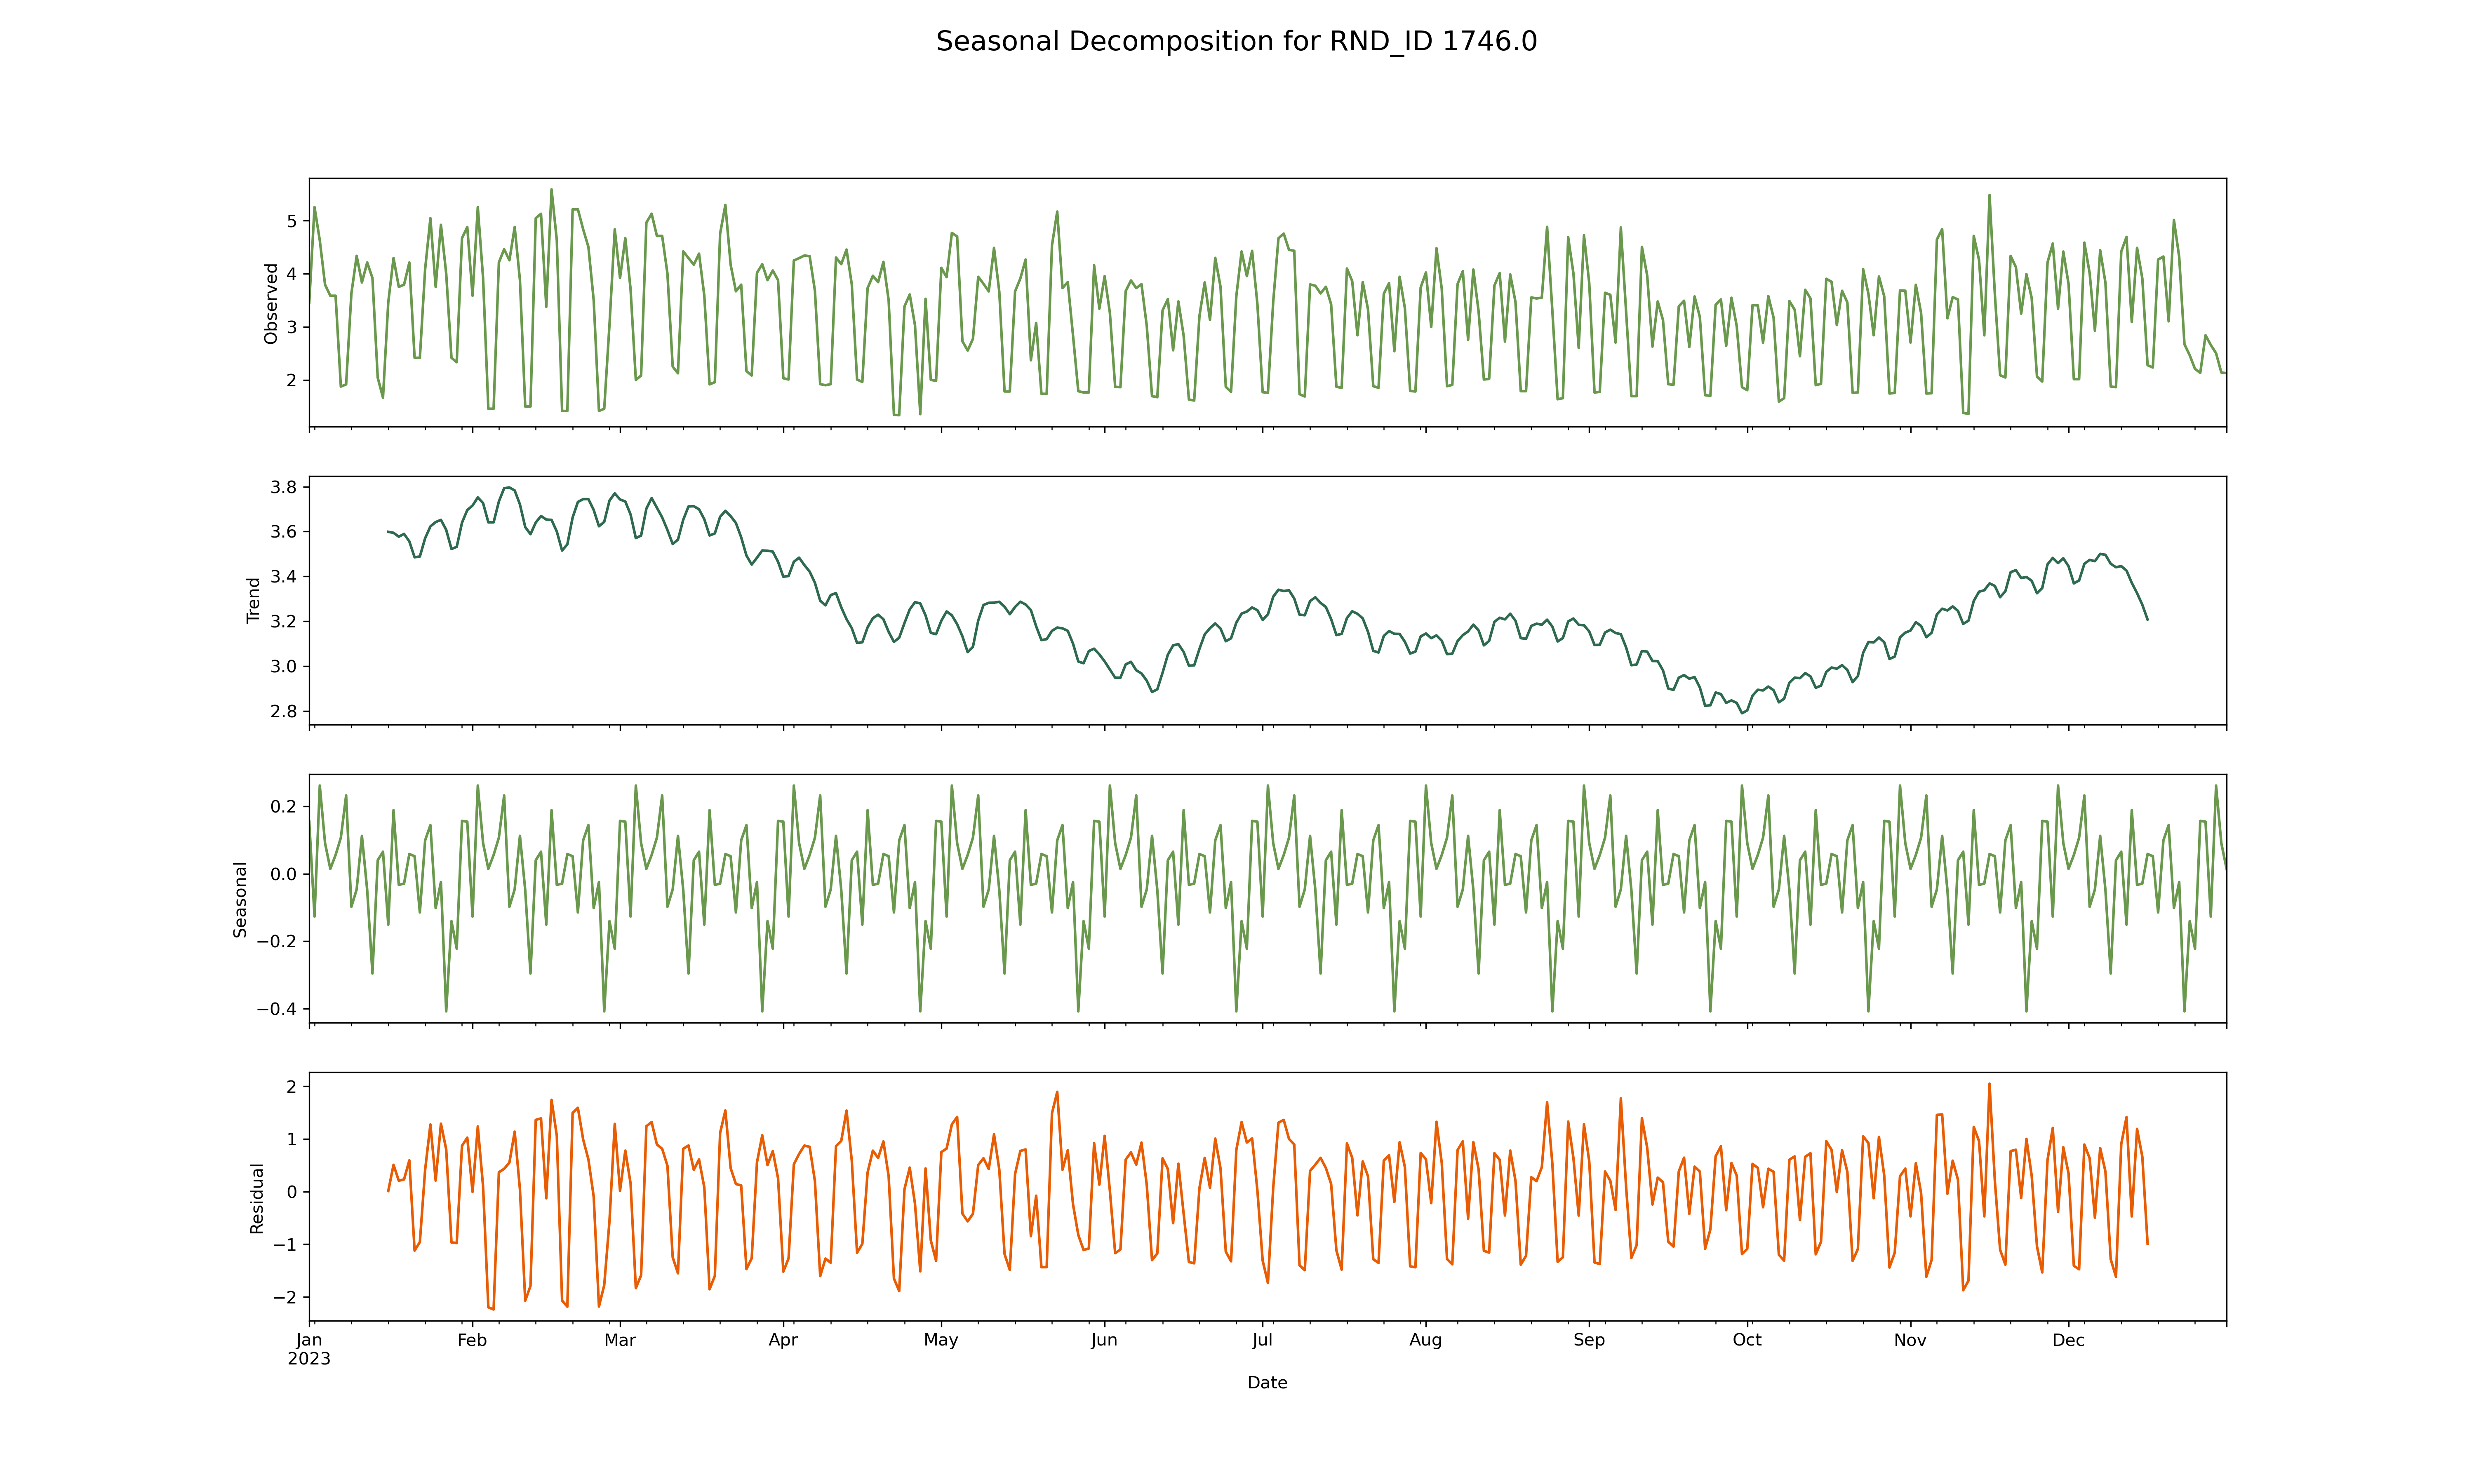 Seasonal Decomposition for RND_ID 1746.0
Observed
5
4
3
2
Trend
3.8
3.6
3.4
3.2
3.0
2.8
Seasonal
0.2
0.0
−0.2
−0.4
Residual
2
1
0
−1
−2
Jan Feb Mar Apr May Jun Jul Aug Sep Oct Nov Dec
2023
Date